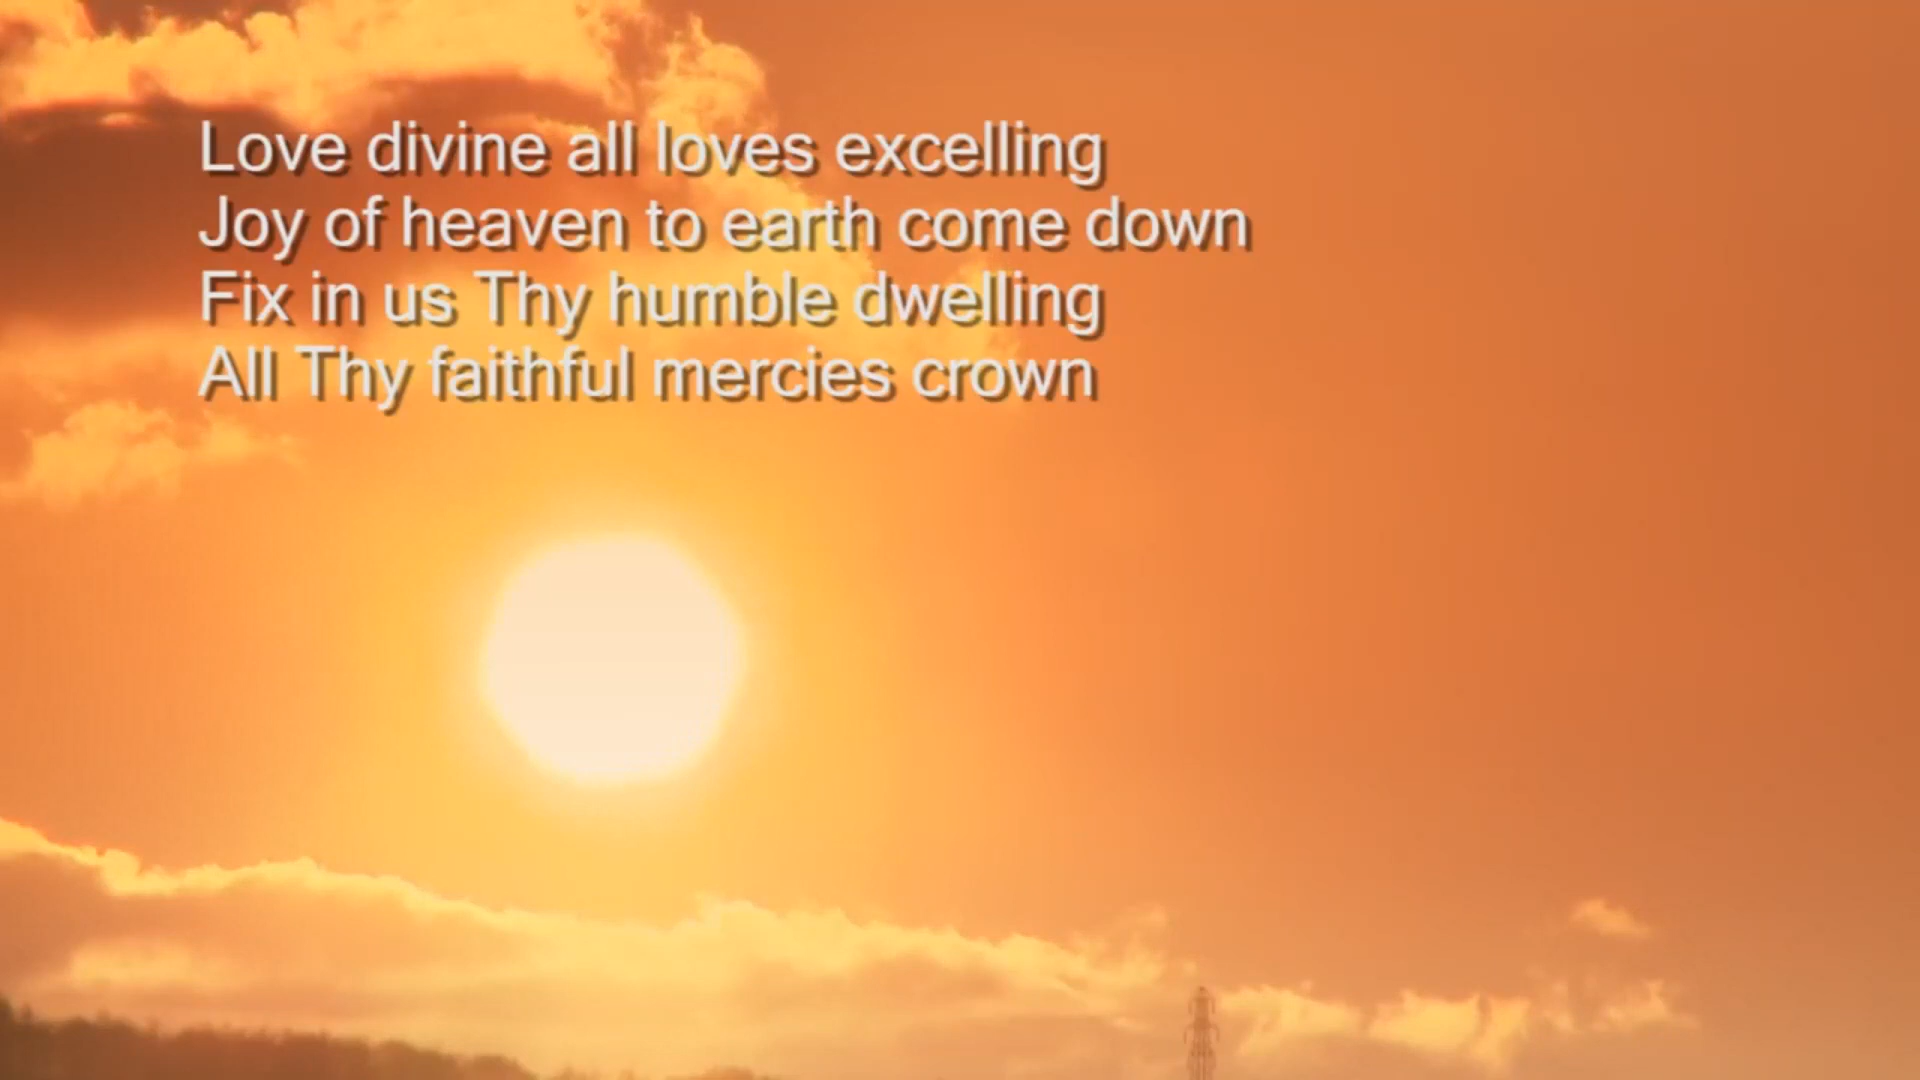 Love divine all loves excelling
Joy of heaven to earth come down
Fix in us Thy humble dwelling
All Thy faithful mercies crown